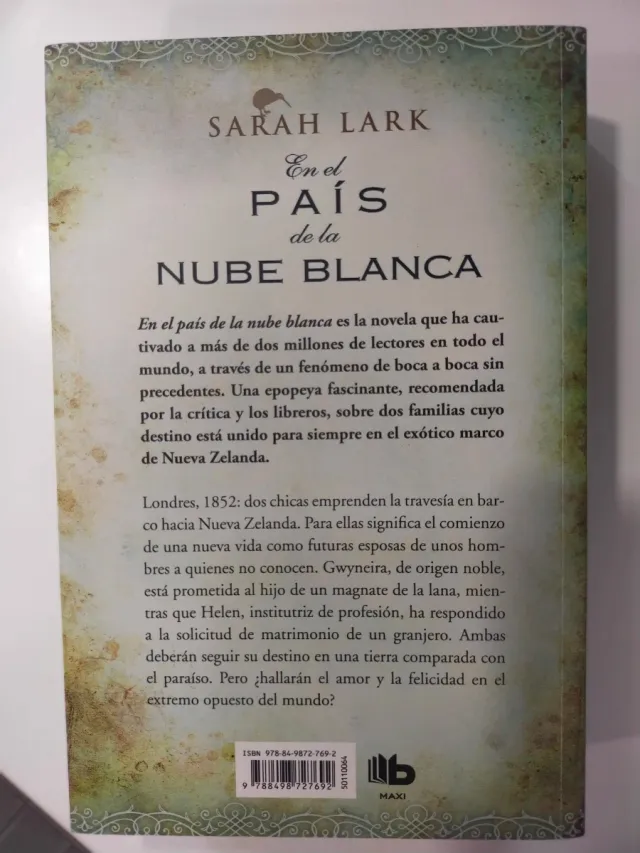 SARAH LARK
En el
PAÍS
de la
NUBE BLANCA
En el país de la nube blanca es la novela que ha cau-
tivado a más de dos millones de lectores en todo el
mundo, a través de un fenómeno de boca a boca sin
precedentes. Una epopeya fascinante, recomendada
por la crítica y los libreros, sobre dos familias cuyo
destino está unido para siempre en el exótico marco
de Nueva Zelanda.
Londres, 1852: dos chicas emprenden la travesía en bar-
co hacia Nueva Zelanda. Para ellas significa el comienzo
de una nueva vida como futuras esposas de unos hom-
bres a quienes no conocen. Gwyneira, de origen noble,
está prometida al hijo de un magnate de la lana, mien-
tras que Helen, institutriz de profesión, ha respondido
a la solicitud de matrimonio de un granjero. Ambas
deberán seguir su destino en una tierra comparada con
el paraíso. Pero ¿hallarán el amor y la felicidad en el
extremo opuesto del mundo?
ISBN 978-84-9872-769-2
9 788498 727692
50110064
b
MAXI